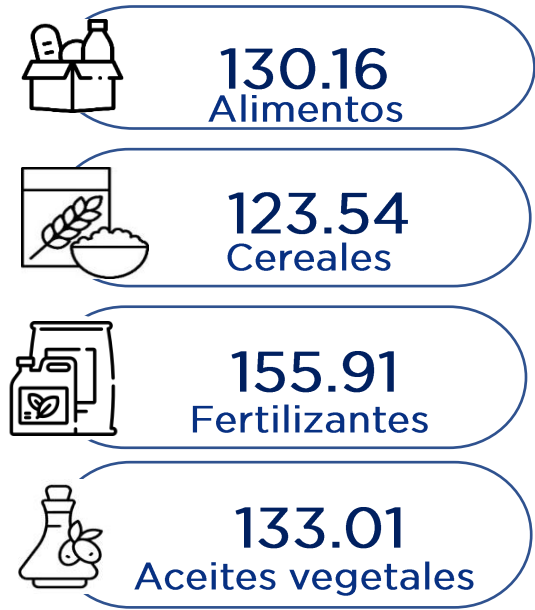 130.16
Alimentos
123.54
Cereales
155.91
Fertilizantes
133.01
Aceites vegetales